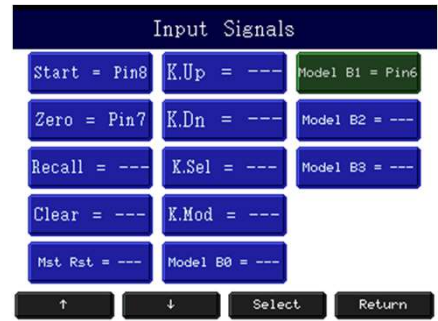 Input Signals
Start = Pin8 K.Up = --- Model B1 = Pin6
Zero = Pin7 K.Dn = --- Model B2 = ---
Recall = --- K.Sel = --- Model B3 = ---
Clear = --- K.Mod = ---
Mst Rst = --- Model B0 = ---
↑ ↓ Select Return